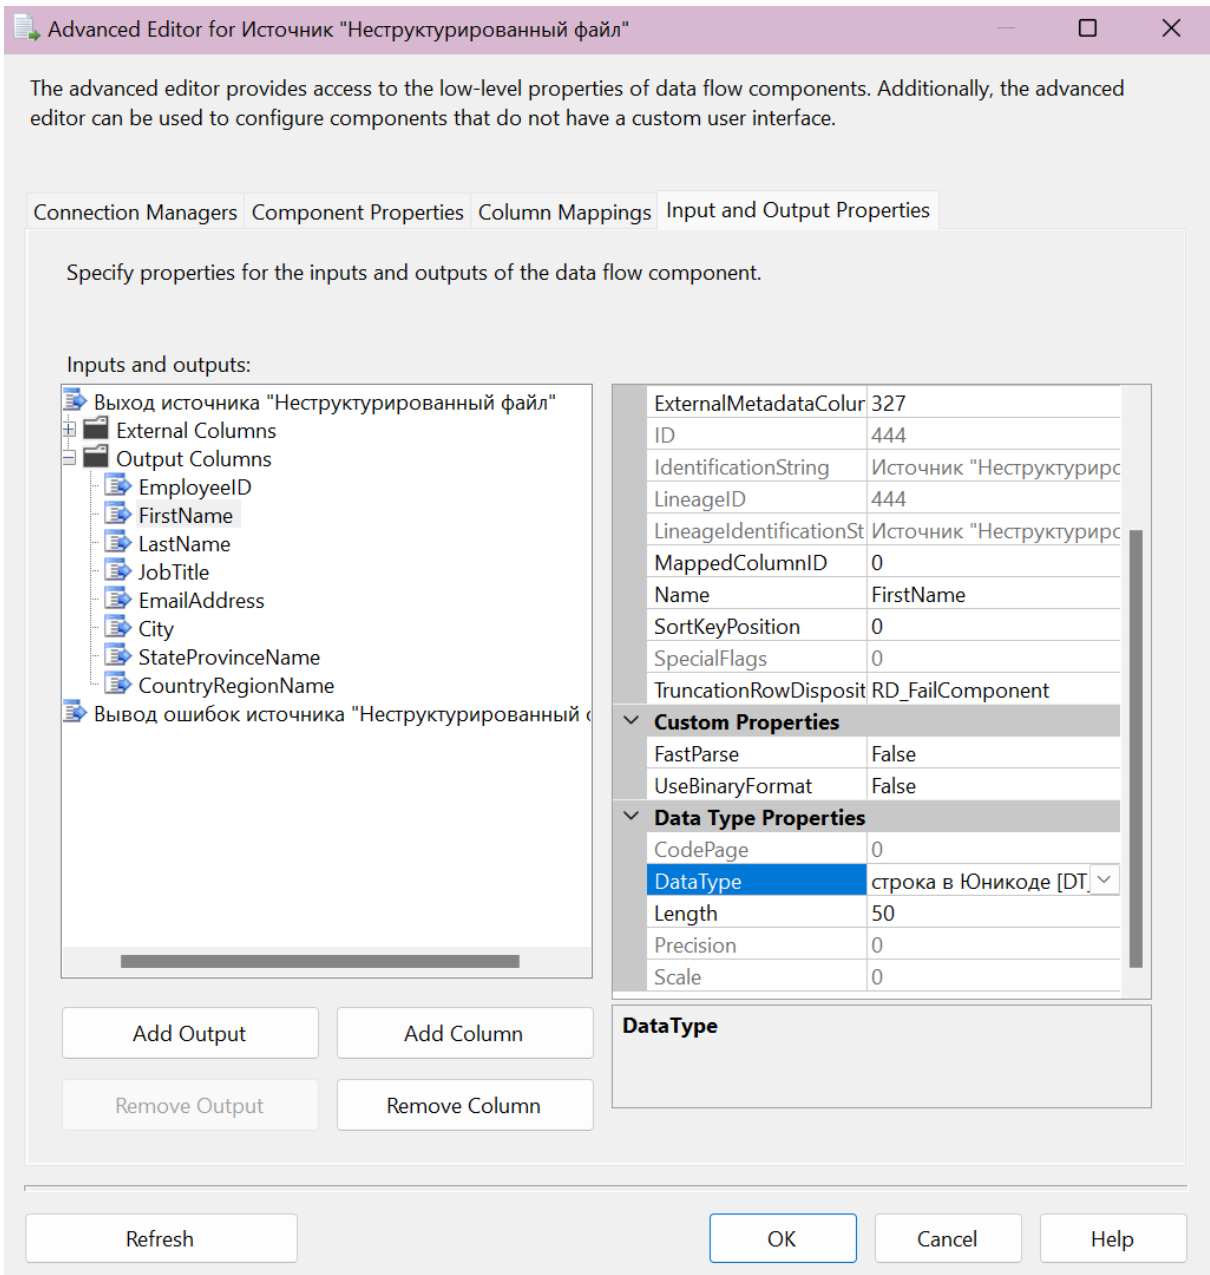 Advanced Editor for Источник "Неструктурированный файл"
The advanced editor provides access to the low-level properties of data flow components. Additionally, the advanced
editor can be used to configure components that do not have a custom user interface.
Connection Managers Component Properties Column Mappings Input and Output Properties
Specify properties for the inputs and outputs of the data flow component.
Inputs and outputs:
Выход источника "Неструктурированный файл"
External Columns
Output Columns
EmployeeID
FirstName
LastName
JobTitle
EmailAddress
City
StateProvinceName
CountryRegionName
Вывод ошибок источника "Неструктурированный
Add Output Add Column
Remove Output Remove Column
ExternalMetadataColur 327
ID 444
IdentificationString Источник "Неструктуриро
LineageID 444
LineageIdentificationSt Источник "Неструктуриро
MappedColumnID 0
Name FirstName
SortKeyPosition 0
SpecialFlags 0
TruncationRowDisposit RD_FailComponent
Custom Properties
FastParse False
UseBinaryFormat False
Data Type Properties
CodePage 0
DataType строка в Юникоде [DT_
Length 50
Precision 0
Scale 0
DataType
Refresh OK Cancel Help